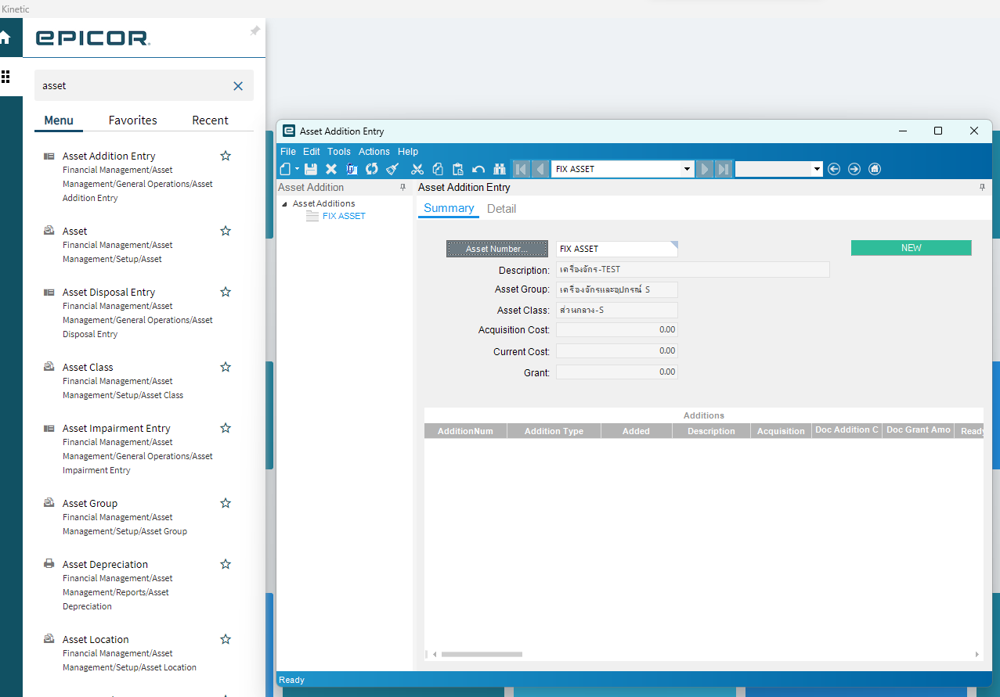 Kinetic
EPICOR
asset
Menu Favorites Recent
Asset Addition Entry
Financial Management/Asset
Management/General Operations/Asset
Addition Entry
Asset
Financial Management/Asset
Management/Setup/Asset
Asset Disposal Entry
Financial Management/Asset
Management/General Operations/Asset
Disposal Entry
Asset Class
Financial Management/Asset
Management/Setup/Asset Class
Asset Impairment Entry
Financial Management/Asset
Management/General Operations/Asset
Impairment Entry
Asset Group
Financial Management/Asset
Management/Setup/Asset Group
Asset Depreciation
Financial Management/Asset
Management/Reports/Asset
Depreciation
Asset Location
Financial Management/Asset
Management/Setup/Asset Location
Asset Addition Entry
File Edit Tools Actions Help
FIX ASSET
Asset Addition
AssetAdditions
FIX ASSET
Asset Addition Entry
Summary Detail
Asset Number... FIX ASSET NEW
Description: เครื่องจักร-TEST
Asset Group: เครื่องจักรและอุปกรณ์ S
Asset Class: ส่วนกลาง-S
Acquisition Cost: 0.00
Current Cost: 0.00
Grant: 0.00
Additions
AdditionNum Addition Type Added Description Acquisition Doc Addition C Doc Grant Amo Ready
Ready